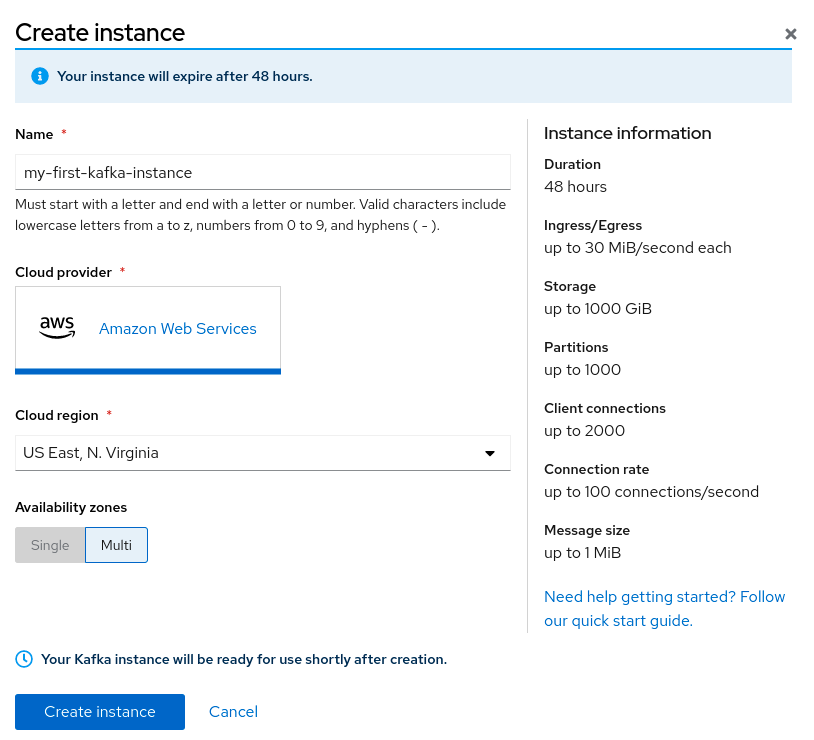 Create instance
Your instance will expire after 48 hours.
Name *
my-first-kafka-instance
Must start with a letter and end with a letter or number. Valid characters include
lowercase letters from a to z, numbers from 0 to 9, and hyphens ( - ).
Cloud provider *
aws
Amazon Web Services
Cloud region *
US East, N. Virginia
Availability zones
Single
Multi
Instance information
Duration
48 hours
Ingress/Egress
up to 30 MiB/second each
Storage
up to 1000 GiB
Partitions
up to 1000
Client connections
up to 2000
Connection rate
up to 100 connections/second
Message size
up to 1 MiB
Need help getting started? Follow
our quick start guide.
Your Kafka instance will be ready for use shortly after creation.
Create instance
Cancel